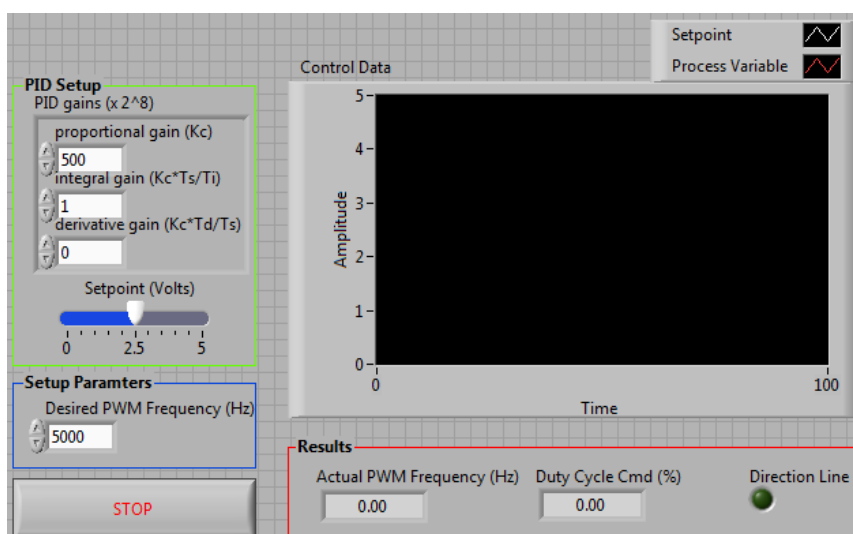 Setpoint
Process Variable
Control Data
PID Setup
PID gains (x 2^8)
proportional gain (Kc)
500
integral gain (Kc*Ts/Ti)
1
derivative gain (Kc*Td/Ts)
0
Setpoint (Volts)
0 2.5 5
5
4
3
2
1
0
Amplitude
0 100
Time
Setup Paramters
Desired PWM Frequency (Hz)
5000
STOP
Results
Actual PWM Frequency (Hz) Duty Cycle Cmd (%) Direction Line
0.00 0.00